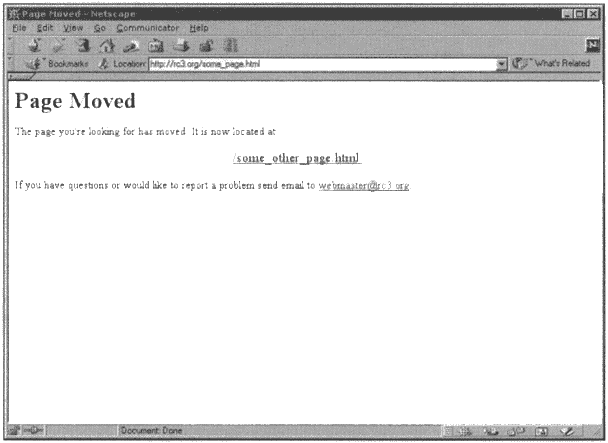 Page Moved - Netscape
File Edit View Go Communicator Help
Bookmarks Location: http://rc3.org/some_page.html What's Related
Page Moved
The page you're looking for has moved. It is now located at
/some_other_page.html
If you have questions or would like to report a problem send email to webmaster@rc3.org
Document: Done